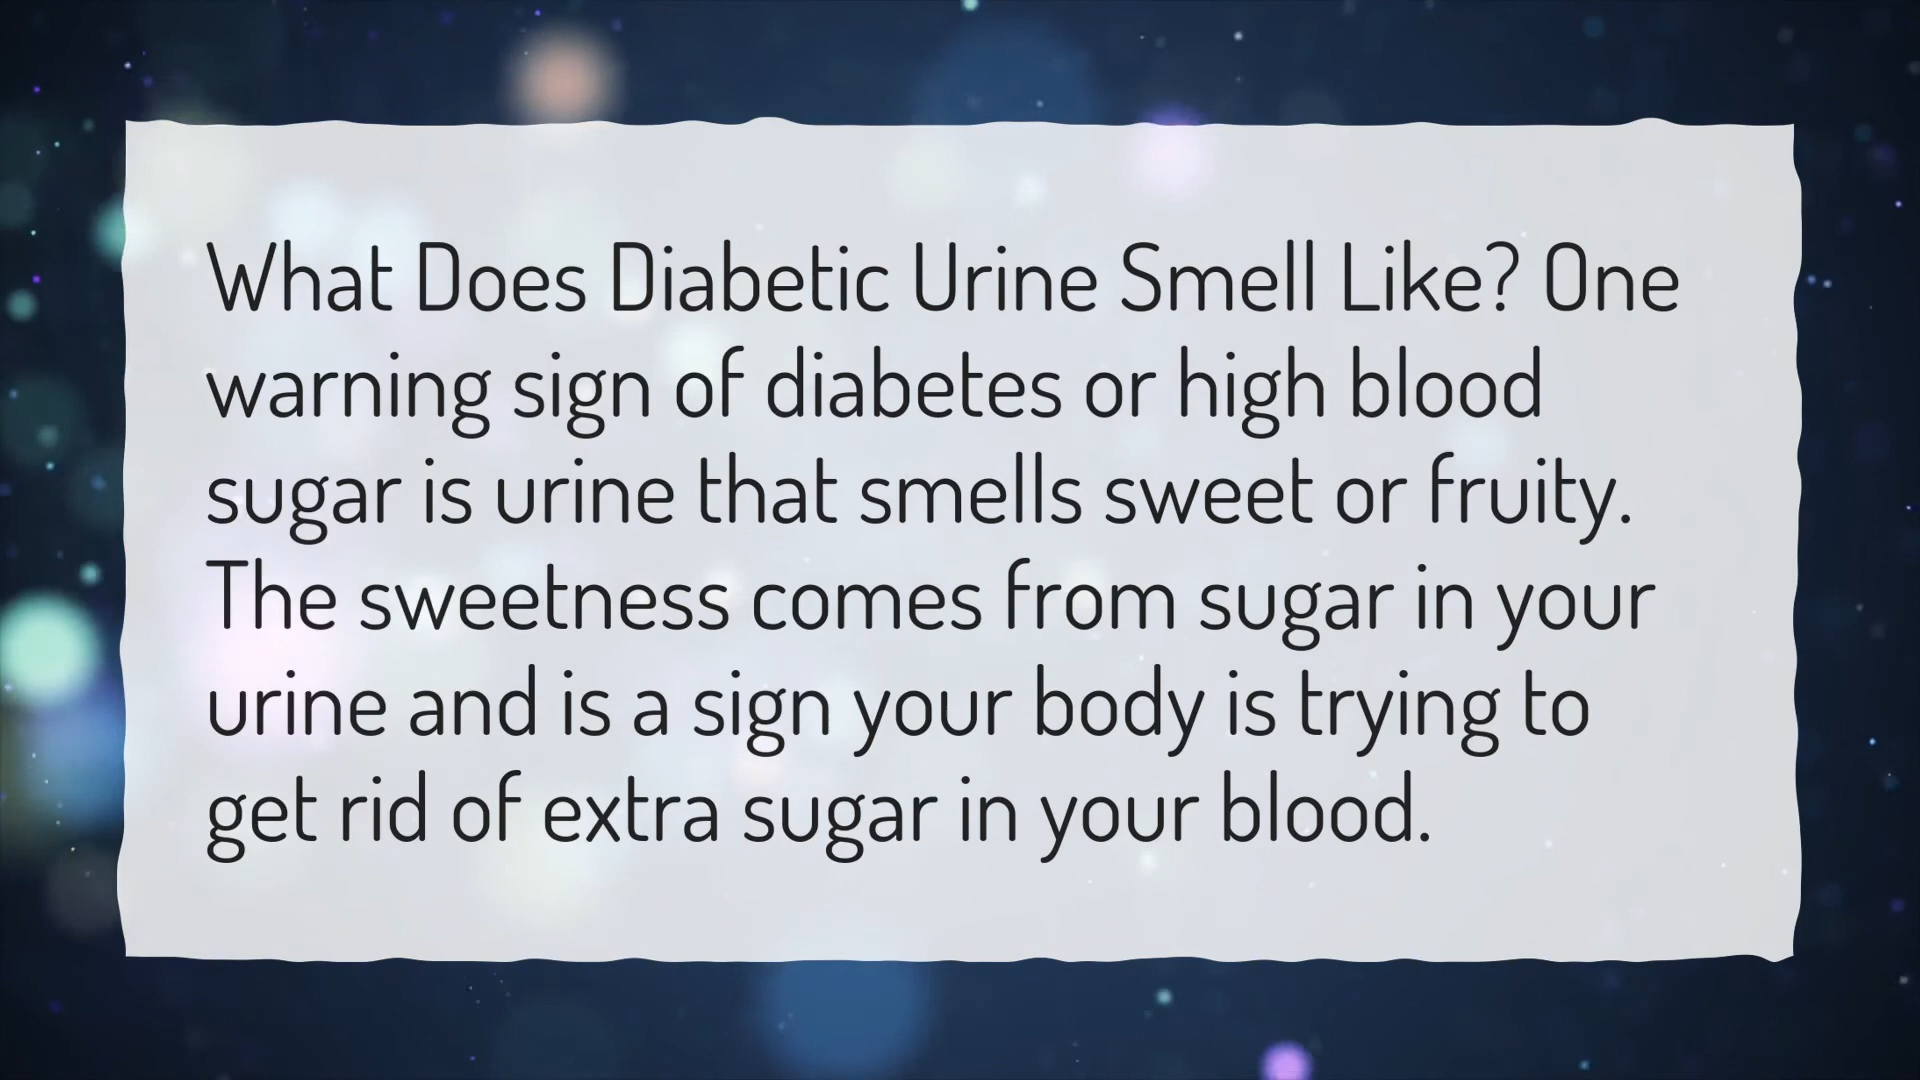 What Does Diabetic Urine Smell Like? One
warning sign of diabetes or high blood
sugar is urine that smells sweet or fruity.
The sweetness comes from sugar in your
urine and is a sign your body is trying to
get rid of extra sugar in your blood.